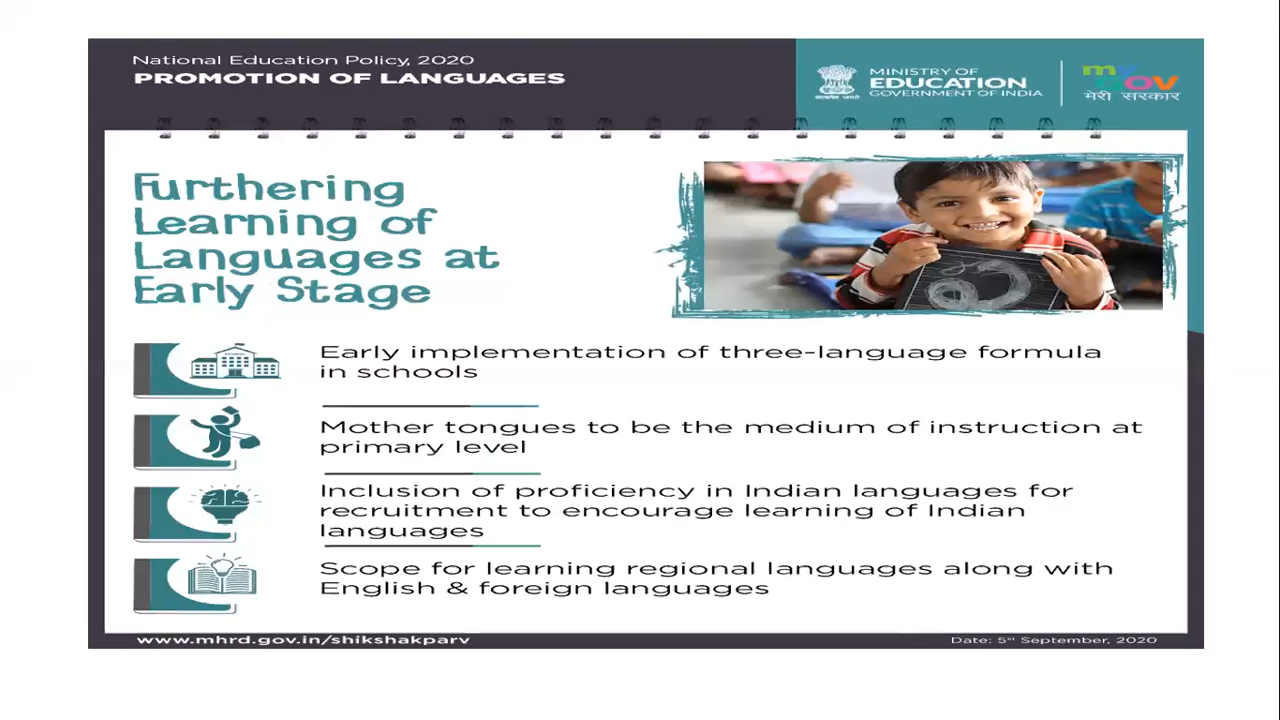 National Education Policy, 2020
PROMOTION OF LANGUAGES
MINISTRY OF
EDUCATION
GOVERNMENT OF INDIA
my
GOV
मेरी सरकार
Furthering
Learning of
Languages at
Early Stage
Early implementation of three-language formula
in schools
Mother tongues to be the medium of instruction at
primary level
Inclusion of proficiency in Indian languages for
recruitment to encourage learning of Indian
languages
Scope for learning regional languages along with
English & foreign languages
www.mhrd.gov.in/shikshakparv
Date: 5st September, 2020